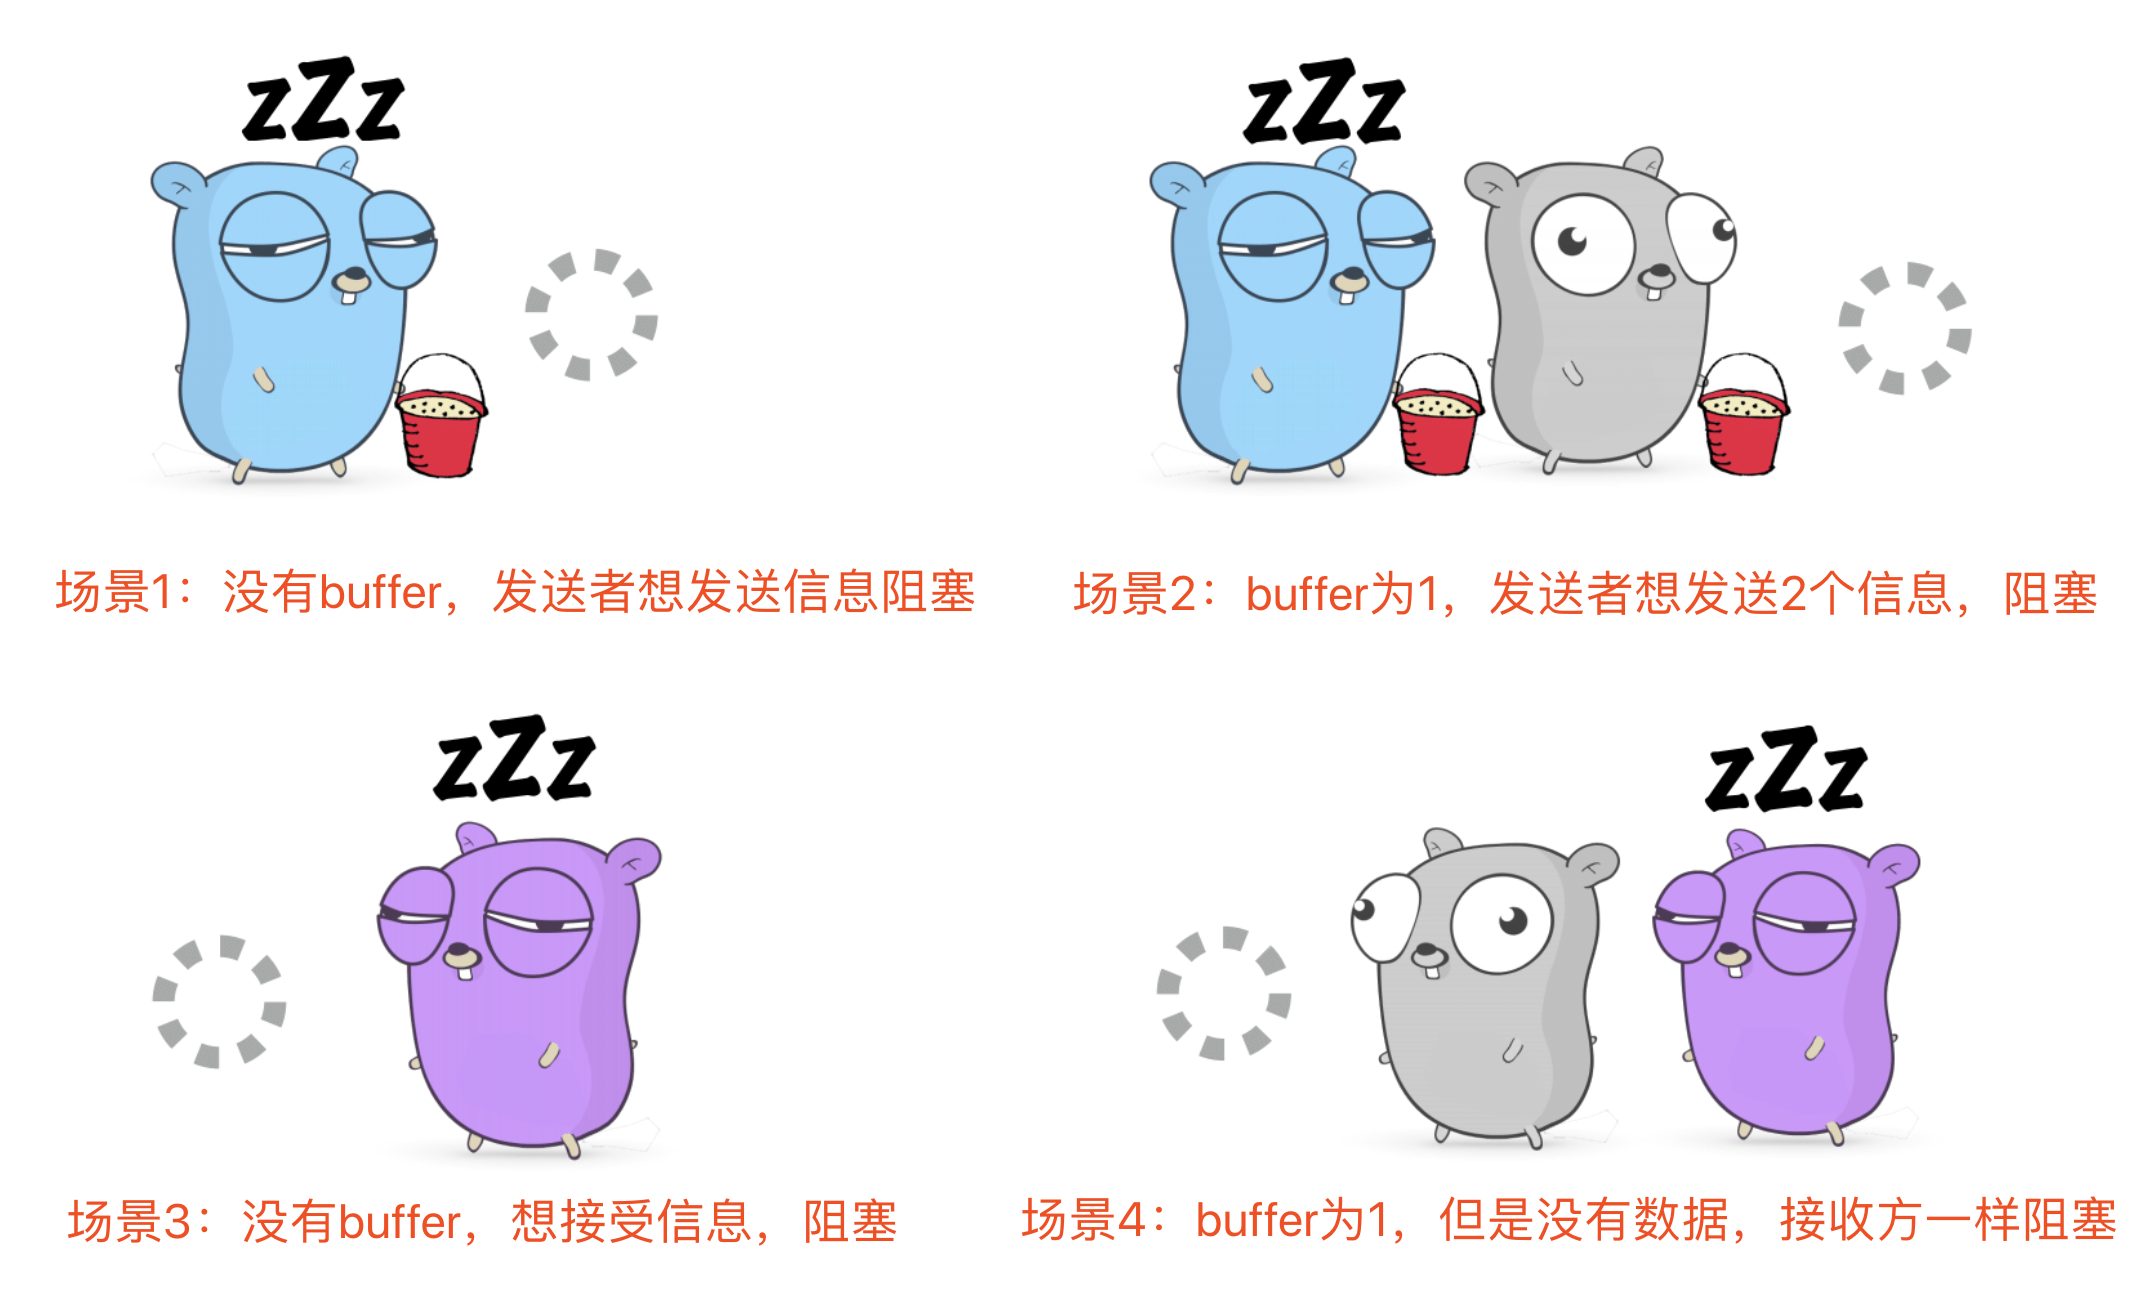 zZz
zZz
场景1：没有buffer，发送者想发送信息阻塞
场景2：buffer为1，发送者想发送2个信息，阻塞
zZz
zZz
场景3：没有buffer，想接受信息，阻塞
场景4：buffer为1，但是没有数据，接收方一样阻塞